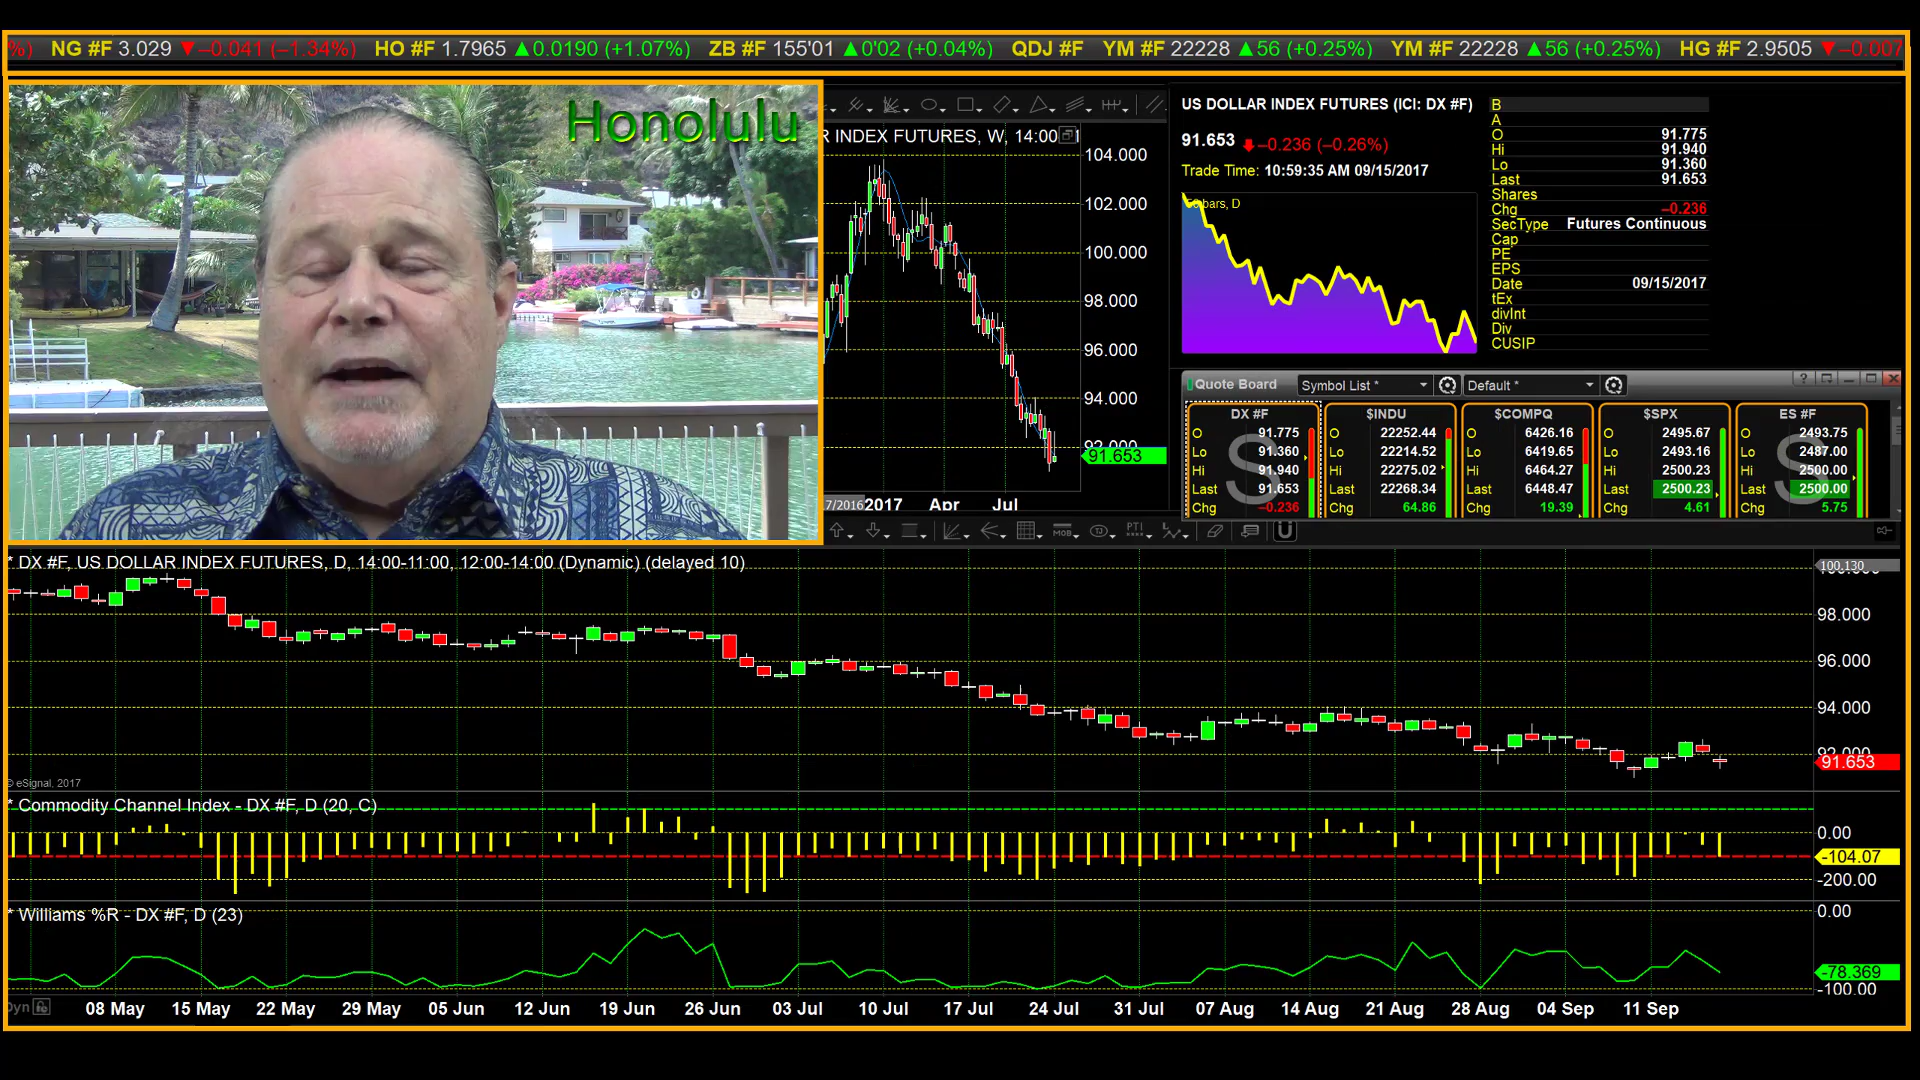 %) NG #F 3.029 ▼–0.041 (–1.34%) HO #F 1.7965 ▲0.0190 (+1.07%) ZB #F 155'01 ▲0'02 (+0.04%) QDJ #F YM #F 22228 ▲56 (+0.25%) YM #F 22228 ▲56 (+0.25%) HG #F 2.9505 ▼–0.007
Honolulu
R INDEX FUTURES, W, 14:00
104.000
102.000
100.000
98.000
96.000
94.000
92.000
91.653
7/2016 2017 Apr Jul
US DOLLAR INDEX FUTURES (ICI: DX #F)
91.653 –0.236 (–0.26%)
Trade Time: 10:59:35 AM 09/15/2017
bars, D
B
A
O 91.775
Hi 91.940
Lo 91.360
Last 91.653
Shares
Chg –0.236
SecType Futures Continuous
Cap
PE
EPS
Date 09/15/2017
tEx
divInt
Div
CUSIP
Quote Board Symbol List * Default * ?
DX #F $INDU $COMPQ $SPX ES #F
O 91.775 O 22252.44 O 6426.16 O 2495.67 O 2493.75
Lo 91.360 Lo 22214.52 Lo 6419.65 Lo 2493.16 Lo 2487.00
Hi 91.940 Hi 22275.02 Hi 6464.27 Hi 2500.23 Hi 2500.00
Last 91.653 Last 22268.34 Last 6448.47 Last 2500.23 Last 2500.00
Chg –0.236 Chg 64.86 Chg 19.39 Chg 4.61 Chg 5.75
S S
MOB PTI U
* DX #F, US DOLLAR INDEX FUTURES, D, 14:00-11:00, 12:00-14:00 (Dynamic) (delayed 10)
100.130
98.000
96.000
94.000
92.000
91.653
© eSignal, 2017
* Commodity Channel Index - DX #F, D (20, C)
0.00
-104.07
-200.00
* Williams %R - DX #F, D (23)
0.00
-78.369
-100.00
Dyn 08 May 15 May 22 May 29 May 05 Jun 12 Jun 19 Jun 26 Jun 03 Jul 10 Jul 17 Jul 24 Jul 31 Jul 07 Aug 14 Aug 21 Aug 28 Aug 04 Sep 11 Sep